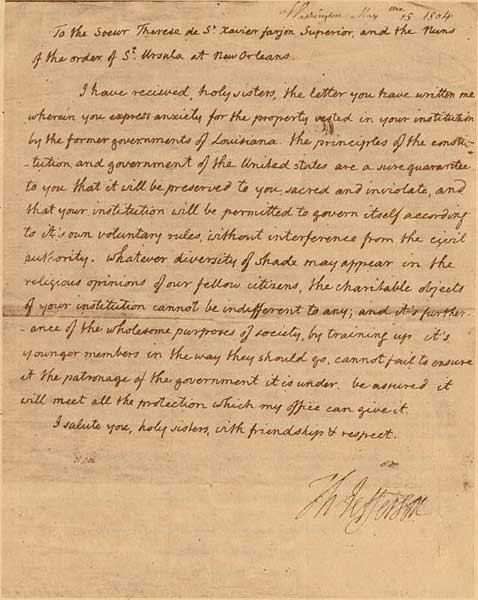 Washington May 15 1804
To the Soeur Therese de St. Xavier farjon Superior, and the Nuns
of the order of St. Ursula at New Orleans.
I have recieved, holy sisters, the letter you have written me
wherein you express anxiety for the property vested in your institution
by the former governments of Louisiana. the principles of the consti-
-tution and government of the United states are a sure guarantee
to you that it will be preserved to you sacred and inviolate, and
that your institution will be permitted to govern itself according
to it's own voluntary rules, without interference from the civil
authority. whatever diversity of shade may appear in the
religious opinions of our fellow citizens, the charitable objects
of your institution cannot be indifferent to any; and it's further-
-ance of the wholesome purposes of society, by training up it's
younger members in the way they should go, cannot fail to ensure
it the patronage of the government it is under. be assured it
will meet all the protection which my office can give it.
I salute you, holy sisters, with friendship & respect.
Th Jefferson